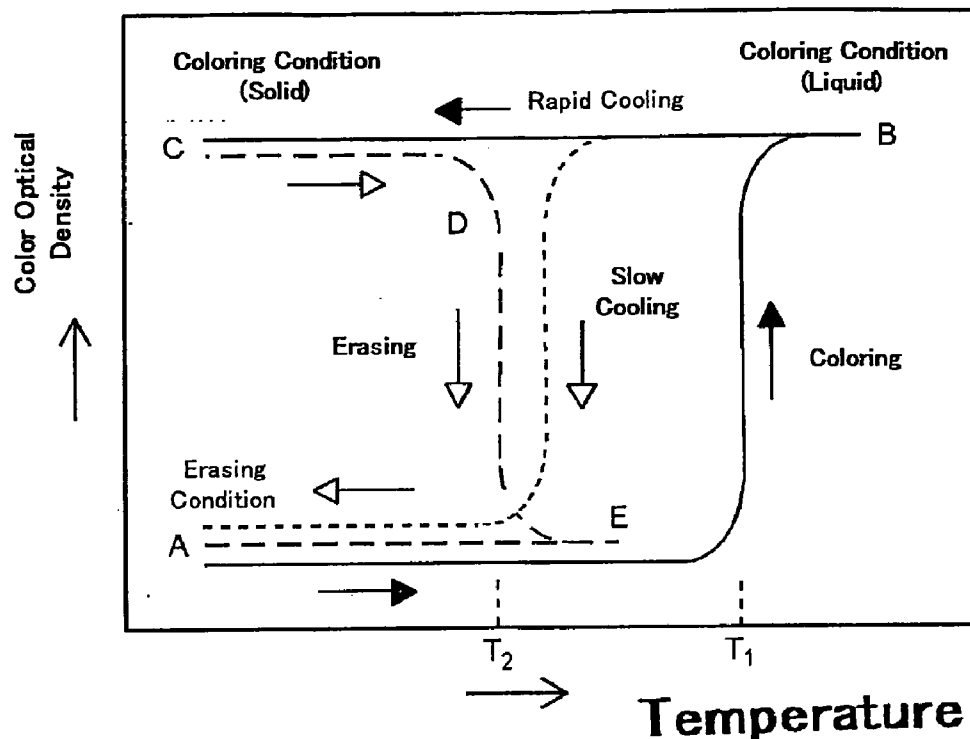 Coloring Condition
(Solid)
Coloring Condition
(Liquid)
Rapid Cooling
C
B
D
Color Optical
Density
Slow
Cooling
Erasing
Coloring
Erasing
Condition
A
E
T2
T1
Temperature